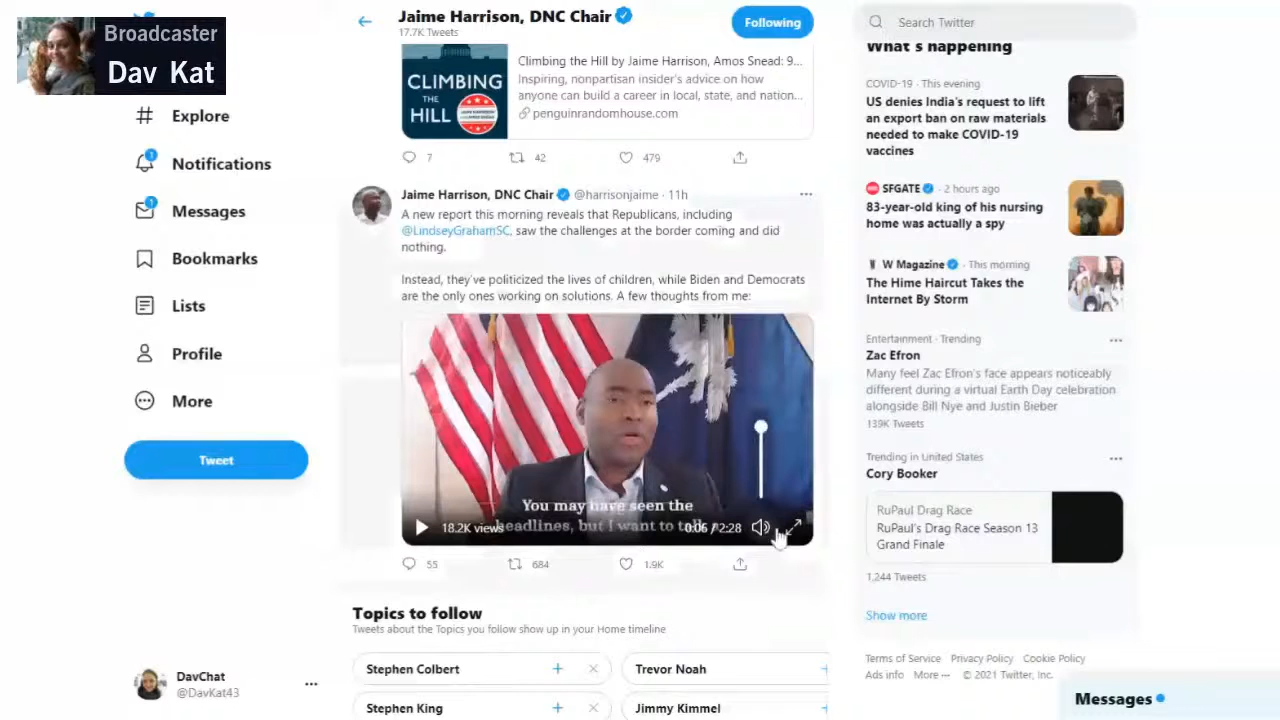 Broadcaster
Dav Kat
Explore
Notifications
1
Messages
1
Bookmarks
Lists
Profile
More
Tweet
DavChat
@DavKat43
Jaime Harrison, DNC Chair
17.7K Tweets
Following
CLIMBING
THE
HILL
Climbing the Hill by Jaime Harrison, Amos Snead: 9...
Inspiring, nonpartisan insider's advice on how
anyone can build a career in local, state, and nation...
penguinrandomhouse.com
7 42 479
Jaime Harrison, DNC Chair @harrisonjaime · 11h
A new report this morning reveals that Republicans, including
@LindseyGrahamSC, saw the challenges at the border coming and did
nothing.
Instead, they've politicized the lives of children, while Biden and Democrats
are the only ones working on solutions. A few thoughts from me:
You may have seen the
headlines, but I want to talk
18.2K views
0:05 / 2:28
55 684 1.9K
Topics to follow
Tweets about the Topics you follow show up in your Home timeline
Stephen Colbert
Trevor Noah
Stephen King
Jimmy Kimmel
Search Twitter
What's happening
COVID-19 · This evening
US denies India's request to lift
an export ban on raw materials
needed to make COVID-19
vaccines
SFGATE · 2 hours ago
83-year-old king of his nursing
home was actually a spy
W Magazine · This morning
The Hime Haircut Takes the
Internet By Storm
Entertainment · Trending
Zac Efron
Many feel Zac Efron's face appears noticeably
different during a virtual Earth Day celebration
alongside Bill Nye and Justin Bieber
139K Tweets
Trending in United States
Cory Booker
RuPaul Drag Race
RuPaul's Drag Race Season 13
Grand Finale
1,244 Tweets
Show more
Terms of Service Privacy Policy Cookie Policy
Ads info More ··· © 2021 Twitter, Inc.
Messages